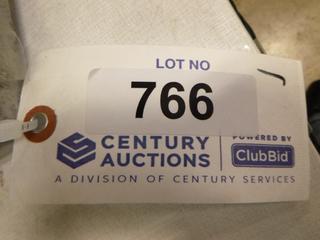 LOT NO
766
CENTURY AUCTIONS
POWERED BY
ClubBid
A DIVISION OF CENTURY SERVICES